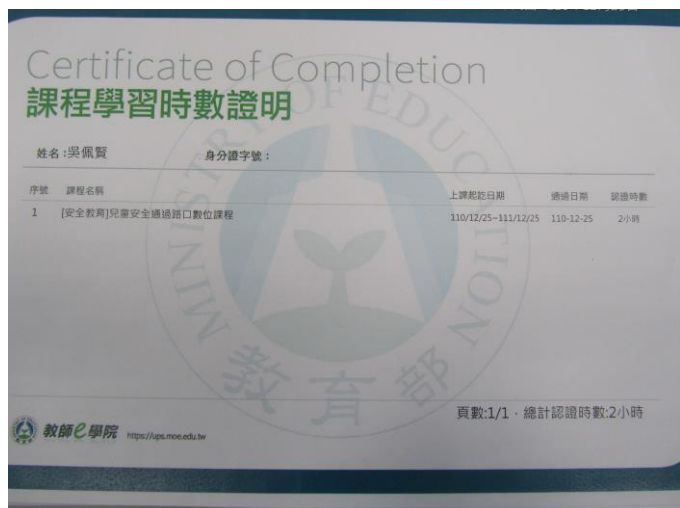 Certificate of Completion
課程學習時數證明
姓名:吳佩賢 身分證字號:
序號 課程名稱 上課起訖日期 通過日期 認證時數
1 [安全教育]兒童安全通過路口數位課程 110/12/25~111/12/25 110-12-25 2小時
MINISTRY OF EDUCATION
教育部
頁數:1/1，總計認證時數:2小時
教師e學院 https://ups.moe.edu.tw